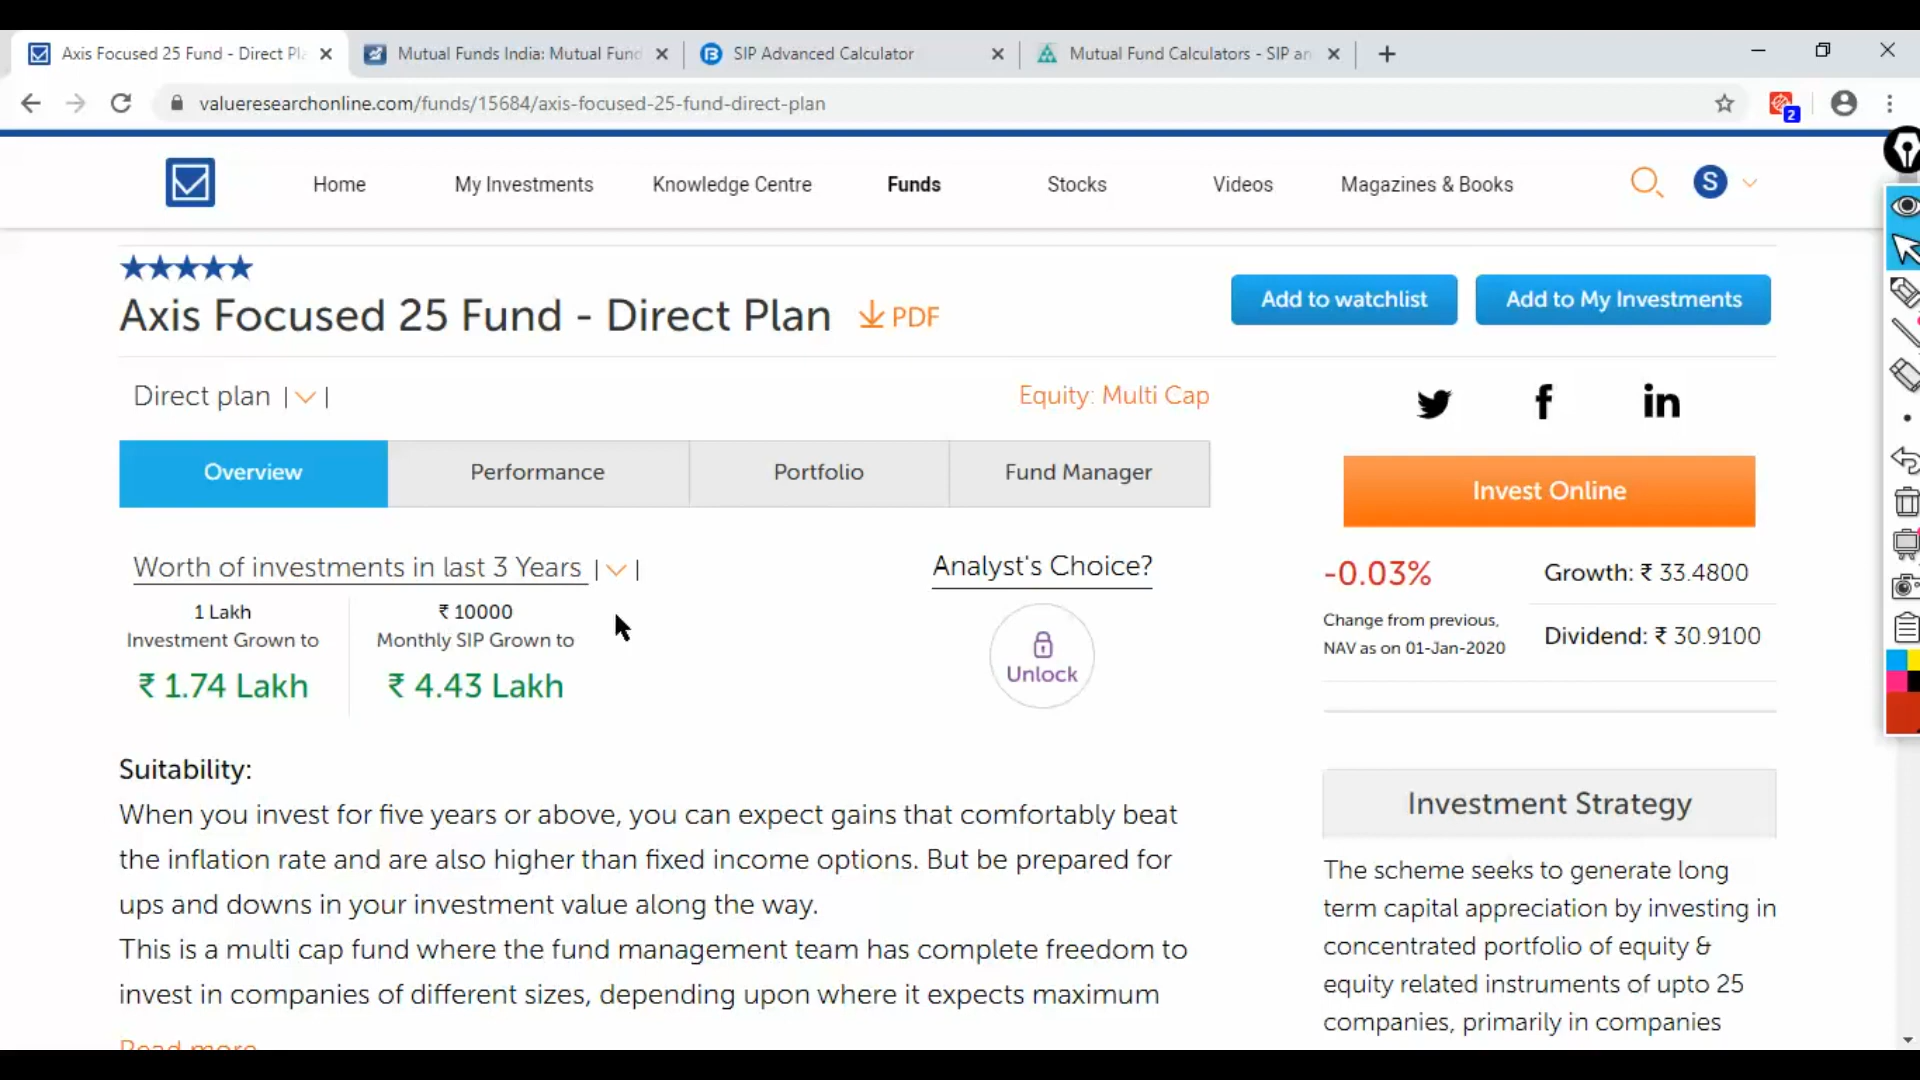 Axis Focused 25 Fund - Direct Pla
Mutual Funds India: Mutual Fund
SIP Advanced Calculator
Mutual Fund Calculators - SIP an
valueresearchonline.com/funds/15684/axis-focused-25-fund-direct-plan
2
Home
My Investments
Knowledge Centre
Funds
Stocks
Videos
Magazines & Books
S
Axis Focused 25 Fund - Direct Plan
PDF
Add to watchlist
Add to My Investments
Direct plan
Equity: Multi Cap
Overview
Performance
Portfolio
Fund Manager
Invest Online
Worth of investments in last 3 Years
1 Lakh
Investment Grown to
₹ 1.74 Lakh
₹ 10000
Monthly SIP Grown to
₹ 4.43 Lakh
Analyst's Choice?
Unlock
-0.03%
Change from previous,
NAV as on 01-Jan-2020
Growth: ₹ 33.4800
Dividend: ₹ 30.9100
Suitability:
When you invest for five years or above, you can expect gains that comfortably beat
the inflation rate and are also higher than fixed income options. But be prepared for
ups and downs in your investment value along the way.
This is a multi cap fund where the fund management team has complete freedom to
invest in companies of different sizes, depending upon where it expects maximum
Read more
Investment Strategy
The scheme seeks to generate long
term capital appreciation by investing in
concentrated portfolio of equity &
equity related instruments of upto 25
companies, primarily in companies